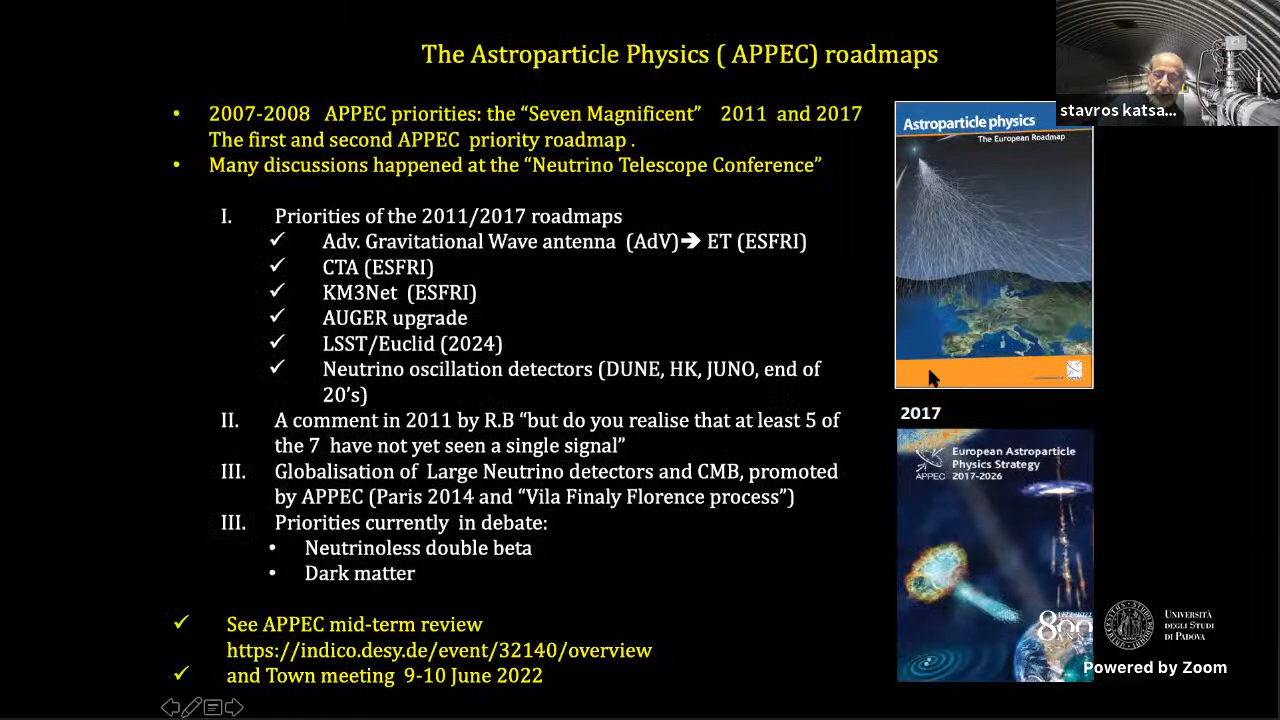 The Astroparticle Physics ( APPEC) roadmaps
stavros katsa...
• 2007-2008 APPEC priorities: the “Seven Magnificent” 2011 and 2017
The first and second APPEC priority roadmap .
• Many discussions happened at the “Neutrino Telescope Conference”
I. Priorities of the 2011/2017 roadmaps
✓ Adv. Gravitational Wave antenna (AdV)➔ ET (ESFRI)
✓ CTA (ESFRI)
✓ KM3Net (ESFRI)
✓ AUGER upgrade
✓ LSST/Euclid (2024)
✓ Neutrino oscillation detectors (DUNE, HK, JUNO, end of
20’s)
II. A comment in 2011 by R.B “but do you realise that at least 5 of
the 7 have not yet seen a single signal”
III. Globalisation of Large Neutrino detectors and CMB, promoted
by APPEC (Paris 2014 and “Vila Finaly Florence process”)
III. Priorities currently in debate:
• Neutrinoless double beta
• Dark matter
✓ See APPEC mid-term review
https://indico.desy.de/event/32140/overview
✓ and Town meeting 9-10 June 2022
Astroparticle physics
The European Roadmap
2017
European Astroparticle
Physics Strategy
2017-2026
APPEC
800
UNIVERSITÀ
DEGLI STUDI
DI PADOVA
Powered by Zoom